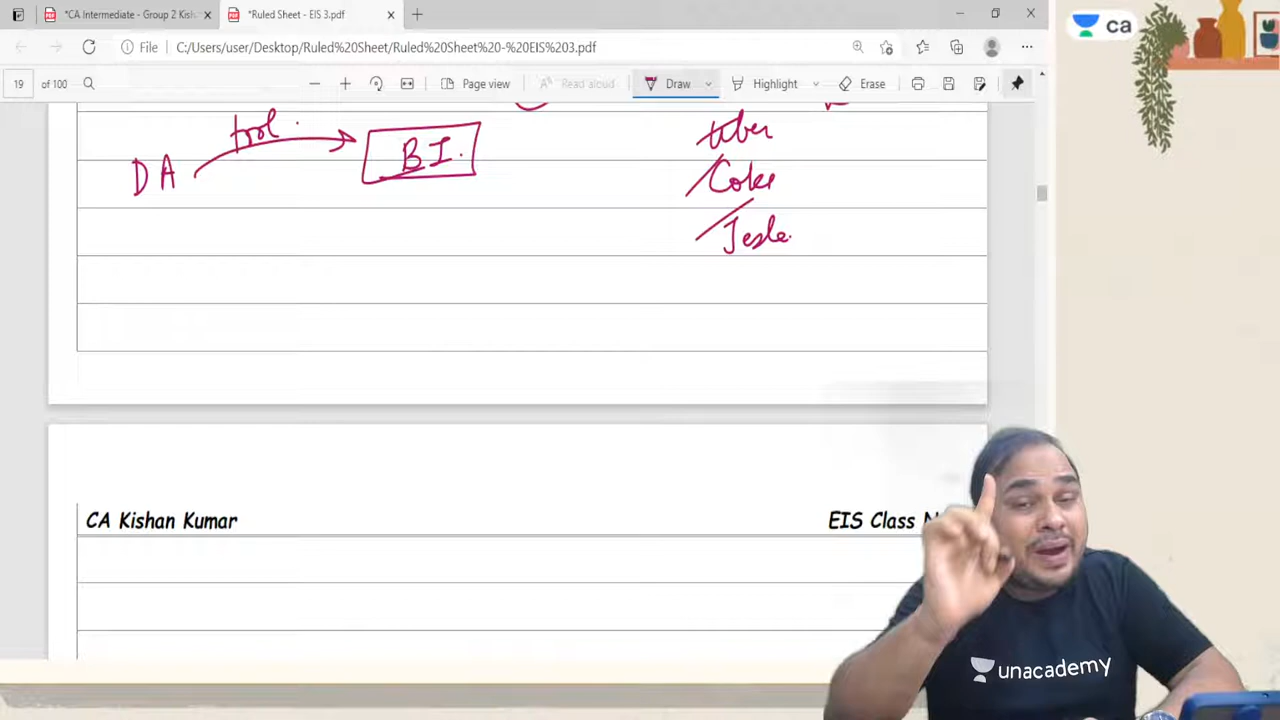 *CA Intermediate - Group 2 Kish
*Ruled Sheet - EIS 3.pdf
File
C:/Users/user/Desktop/Ruled%20Sheet/Ruled%20Sheet%20-%20EIS%203.pdf
19 of 100
Page view
Read aloud
Draw
Highlight
Erase
ca
tool.
DA
BI.
Uber
Coke
Tesla.
CA Kishan Kumar
EIS Class N
unacademy